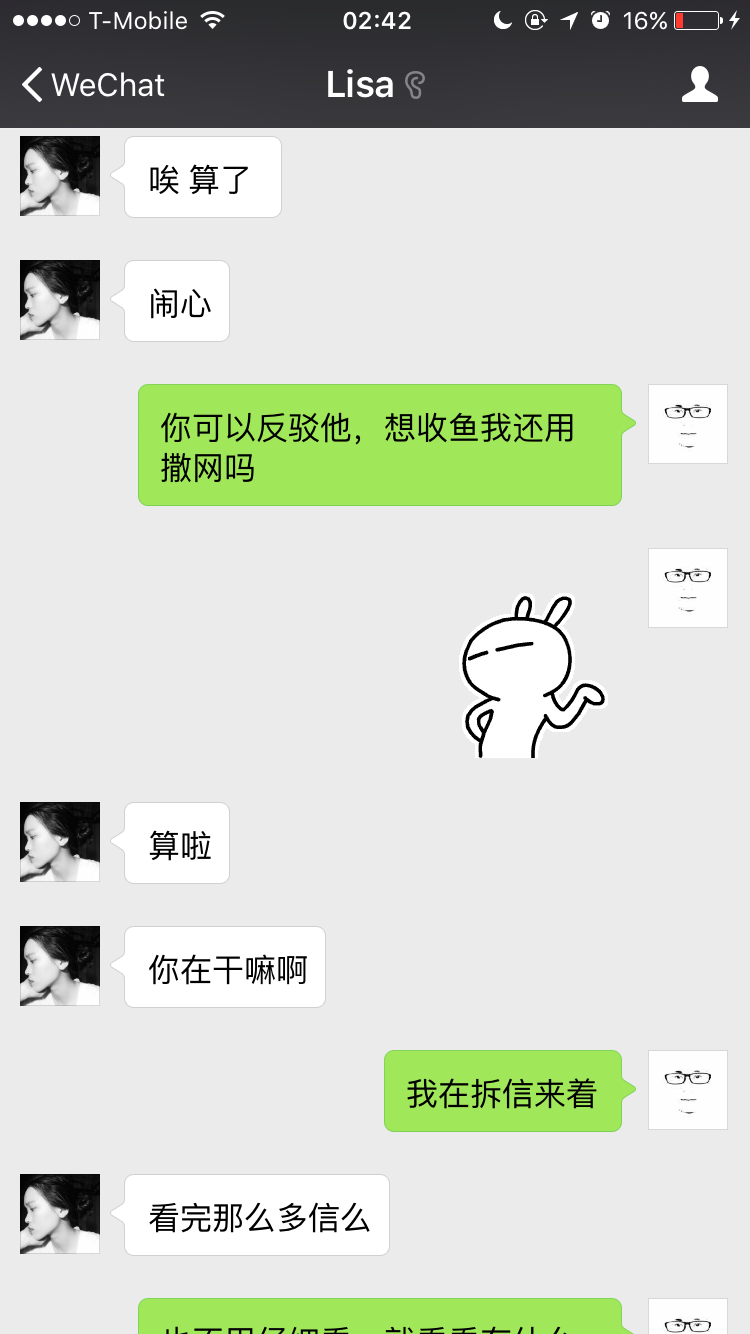 T-Mobile 02:42 16%
WeChat Lisa
唉 算了
闹心
你可以反驳他，想收鱼我还用
撒网吗
算啦
你在干嘛啊
我在拆信来着
看完那么多信么